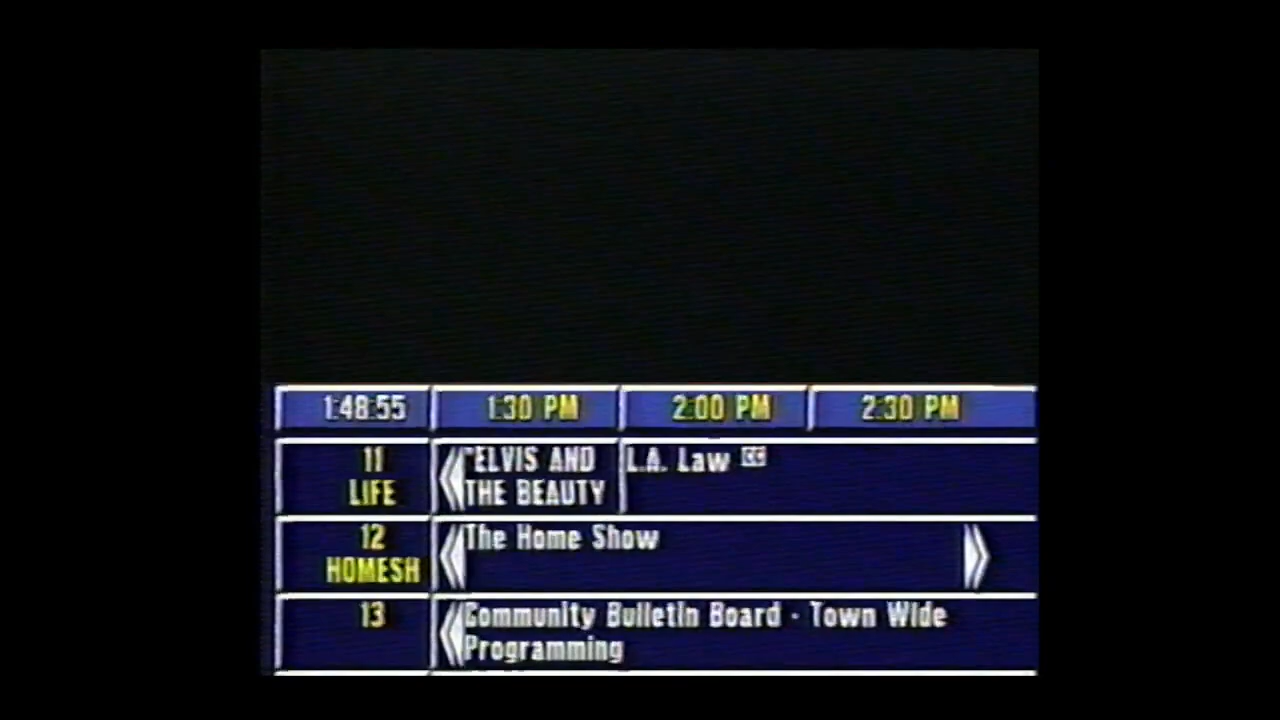 1:48:55 1:30 PM 2:00 PM 2:30 PM
11 "ELVIS AND L.A. Law CC
LIFE THE BEAUTY
12 The Home Show
HOMESH
13 Community Bulletin Board - Town Wide
Programming